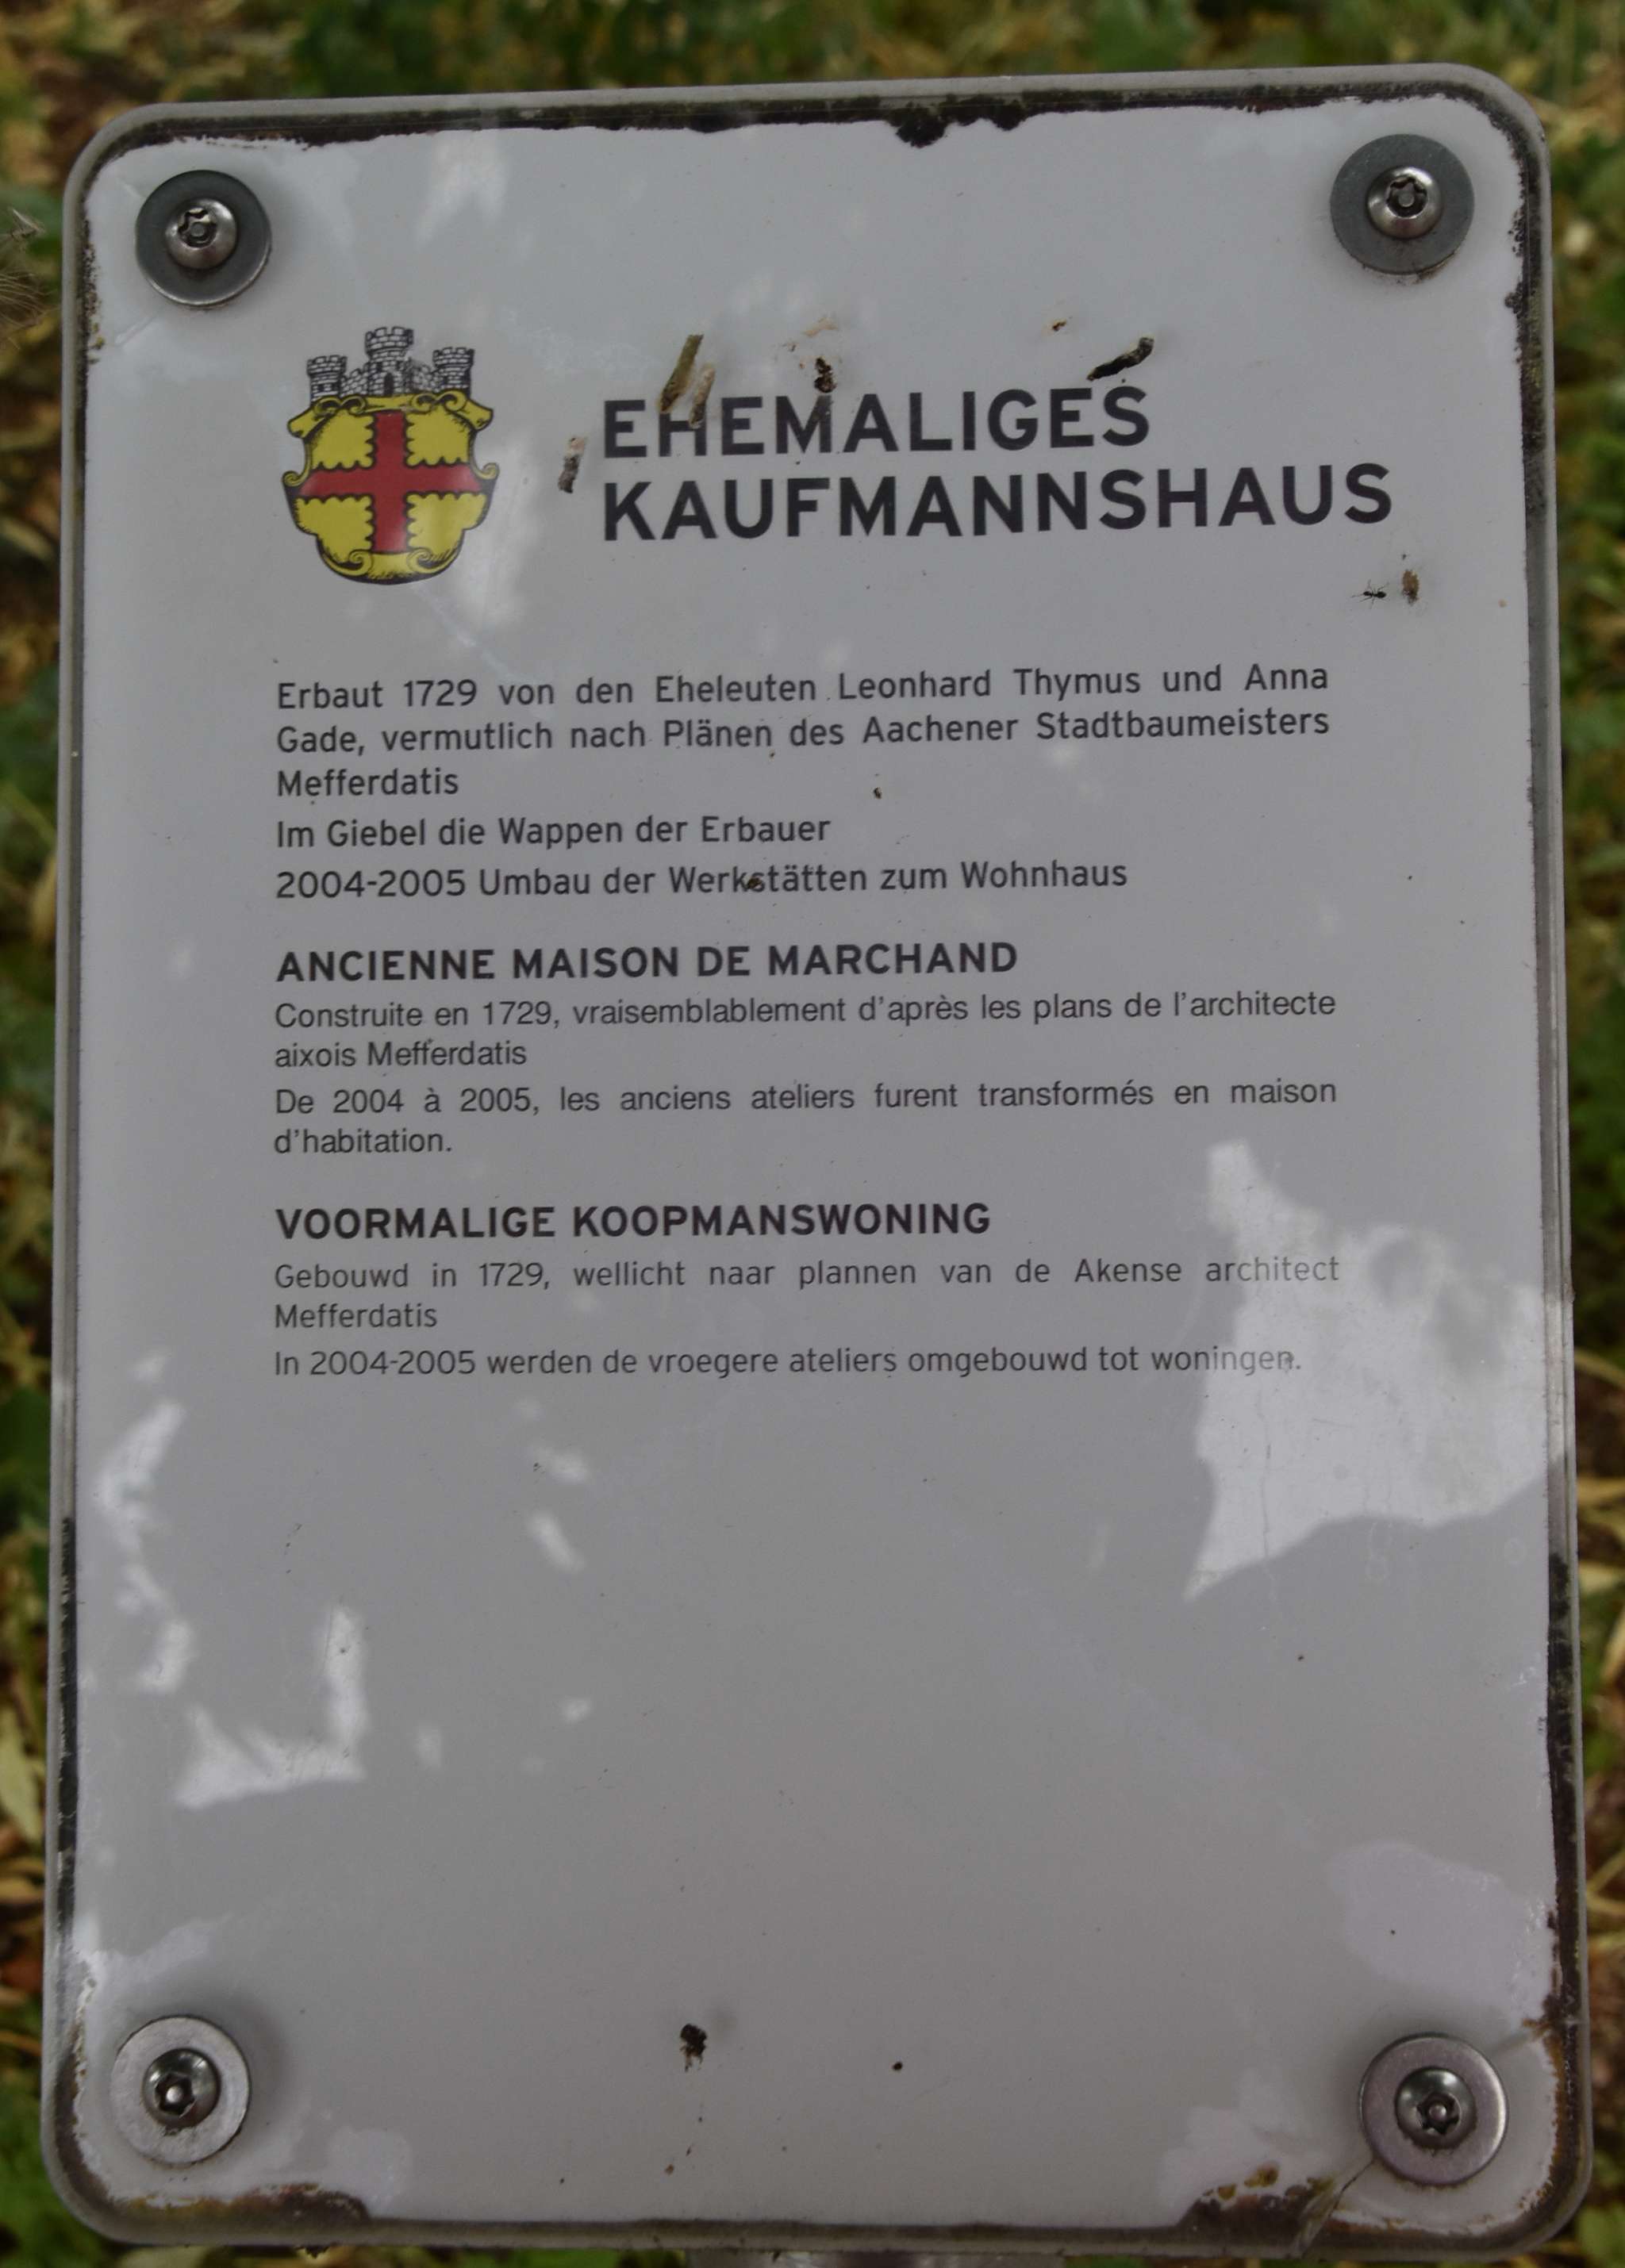 EHEMALIGES
KAUFMANNSHAUS
Erbaut 1729 von den Eheleuten Leonhard Thymus und Anna
Gade, vermutlich nach Plänen des Aachener Stadtbaumeisters
Mefferdatis
Im Giebel die Wappen der Erbauer
2004-2005 Umbau der Werkstätten zum Wohnhaus
ANCIENNE MAISON DE MARCHAND
Construite en 1729, vraisemblablement d'après les plans de l'architecte
aixois Mefferdatis
De 2004 à 2005, les anciens ateliers furent transformés en maison
d'habitation.
VOORMALIGE KOOPMANSWONING
Gebouwd in 1729, wellicht naar plannen van de Akense architect
Mefferdatis
In 2004-2005 werden de vroegere ateliers omgebouwd tot woningen.